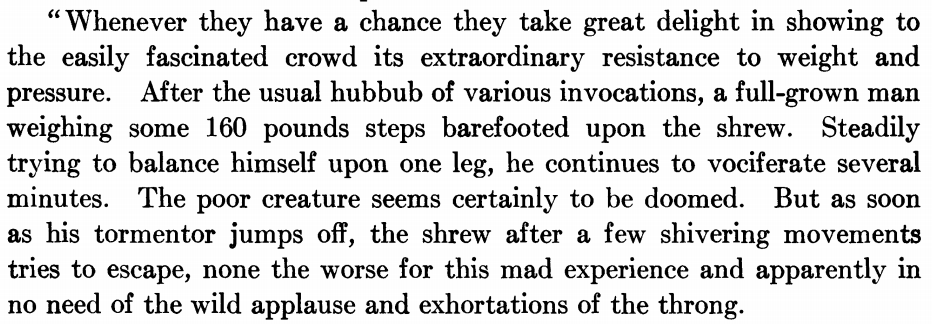 “Whenever they have a chance they take great delight in showing to
the easily fascinated crowd its extraordinary resistance to weight and
pressure. After the usual hubbub of various invocations, a full-grown man
weighing some 160 pounds steps barefooted upon the shrew. Steadily
trying to balance himself upon one leg, he continues to vociferate several
minutes. The poor creature seems certainly to be doomed. But as soon
as his tormentor jumps off, the shrew after a few shivering movements
tries to escape, none the worse for this mad experience and apparently in
no need of the wild applause and exhortations of the throng.